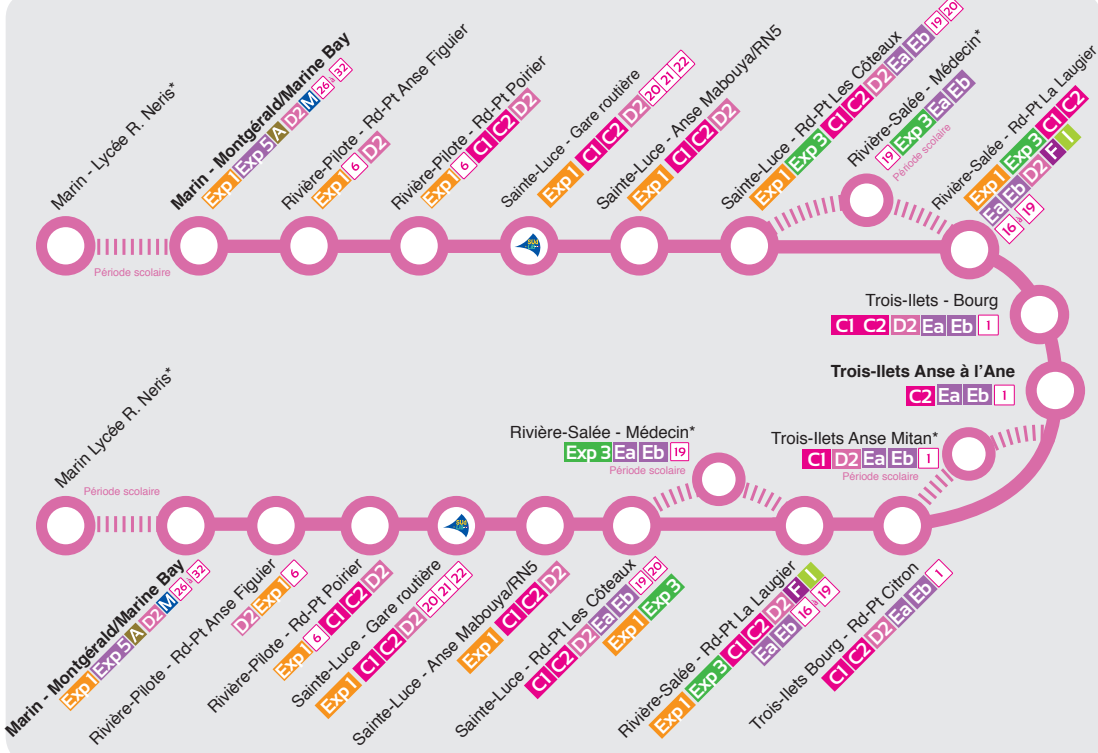 Marin - Lycée R. Neris*
Période scolaire
Marin - Montgérald/Marine Bay
Exp 1 Exp 5 A D2 M 26 à 32
Rivière-Pilote - Rd-Pt Anse Figuier
Exp 1 6 D2
Rivière-Pilote - Rd-Pt Poirier
Exp 1 6 C1 C2 D2
Sainte-Luce - Gare routière
Exp 1 C1 C2 D2 20 21 22
Sainte-Luce - Anse Mabouya/RN5
Exp 1 C1 C2 D2
Sainte-Luce - Rd-Pt Les Côteaux
Exp 1 Exp 3 C1 C2 D2 Ea Eb 19 20
Rivière-Salée - Médecin*
19 Exp 3 Ea Eb
Période scolaire
Rivière-Salée - Rd-Pt La Laugier
Exp 1 Exp 3 C1 C2
Ea Eb D2 F I
16 à 19
Trois-Ilets - Bourg
C1 C2 D2 Ea Eb 1
Trois-Ilets Anse à l'Ane
C2 Ea Eb 1
Trois-Ilets Anse Mitan*
C1 D2 Ea Eb 1
Période scolaire
Rivière-Salée - Médecin*
Exp 3 Ea Eb 19
Période scolaire
Marin Lycée R. Neris*
Période scolaire
Marin - Montgérald/Marine Bay
Exp 1 Exp 5 A D2 M 26 à 32
Rivière-Pilote - Rd-Pt Anse Figuier
D2 Exp 1 6
Rivière-Pilote - Rd-Pt Poirier
Exp 1 6 C1 C2 D2
Sainte-Luce - Gare routière
Exp 1 C1 C2 D2 20 21 22
Sainte-Luce - Anse Mabouya/RN5
Exp 1 C1 C2 D2
Sainte-Luce - Rd-Pt Les Côteaux
C1 C2 D2 Ea Eb 19 20
Exp 1 Exp 3
Rivière-Salée - Rd-Pt La Laugier
Exp 1 Exp 3 C1 C2 D2 F I
Ea Eb 16 à 19
Trois-Ilets Bourg - Rd-Pt Citron
C1 C2 D2 Ea Eb 1